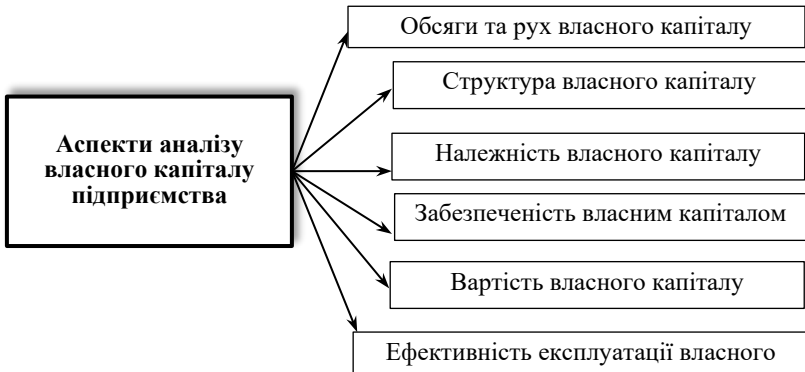 Обсяги та рух власного капіталу
Структура власного капіталу
Аспекти аналізу
власного капіталу
підприємства
Належність власного капіталу
Забезпеченість власним капіталом
Вартість власного капіталу
Ефективність експлуатації власного